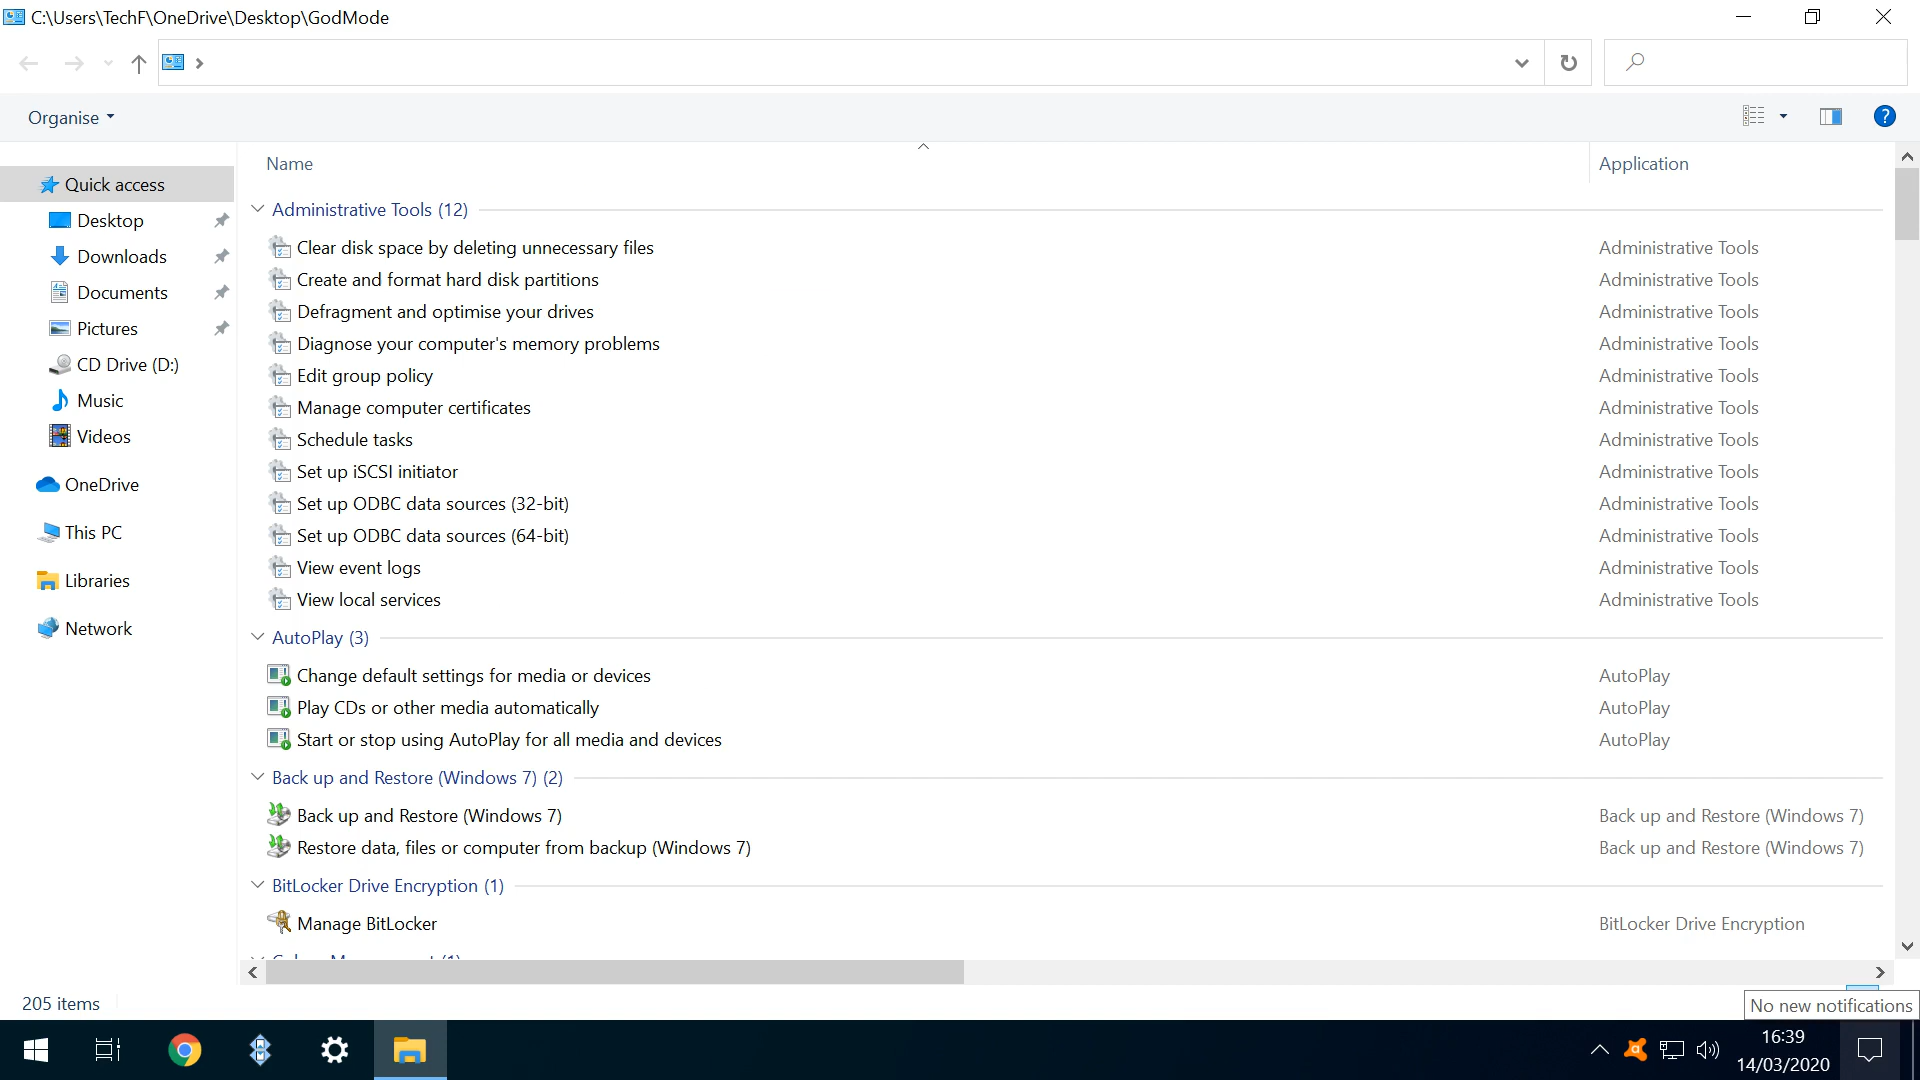 C:\Users\TechF\OneDrive\Desktop\GodMode
Organise
Name Application
Quick access
Desktop
Downloads
Documents
Pictures
CD Drive (D:)
Music
Videos
OneDrive
This PC
Libraries
Network
Administrative Tools (12)
Clear disk space by deleting unnecessary files Administrative Tools
Create and format hard disk partitions Administrative Tools
Defragment and optimise your drives Administrative Tools
Diagnose your computer's memory problems Administrative Tools
Edit group policy Administrative Tools
Manage computer certificates Administrative Tools
Schedule tasks Administrative Tools
Set up iSCSI initiator Administrative Tools
Set up ODBC data sources (32-bit) Administrative Tools
Set up ODBC data sources (64-bit) Administrative Tools
View event logs Administrative Tools
View local services Administrative Tools
AutoPlay (3)
Change default settings for media or devices AutoPlay
Play CDs or other media automatically AutoPlay
Start or stop using AutoPlay for all media and devices AutoPlay
Back up and Restore (Windows 7) (2)
Back up and Restore (Windows 7) Back up and Restore (Windows 7)
Restore data, files or computer from backup (Windows 7) Back up and Restore (Windows 7)
BitLocker Drive Encryption (1)
Manage BitLocker BitLocker Drive Encryption
205 items
No new notifications
16:39
14/03/2020